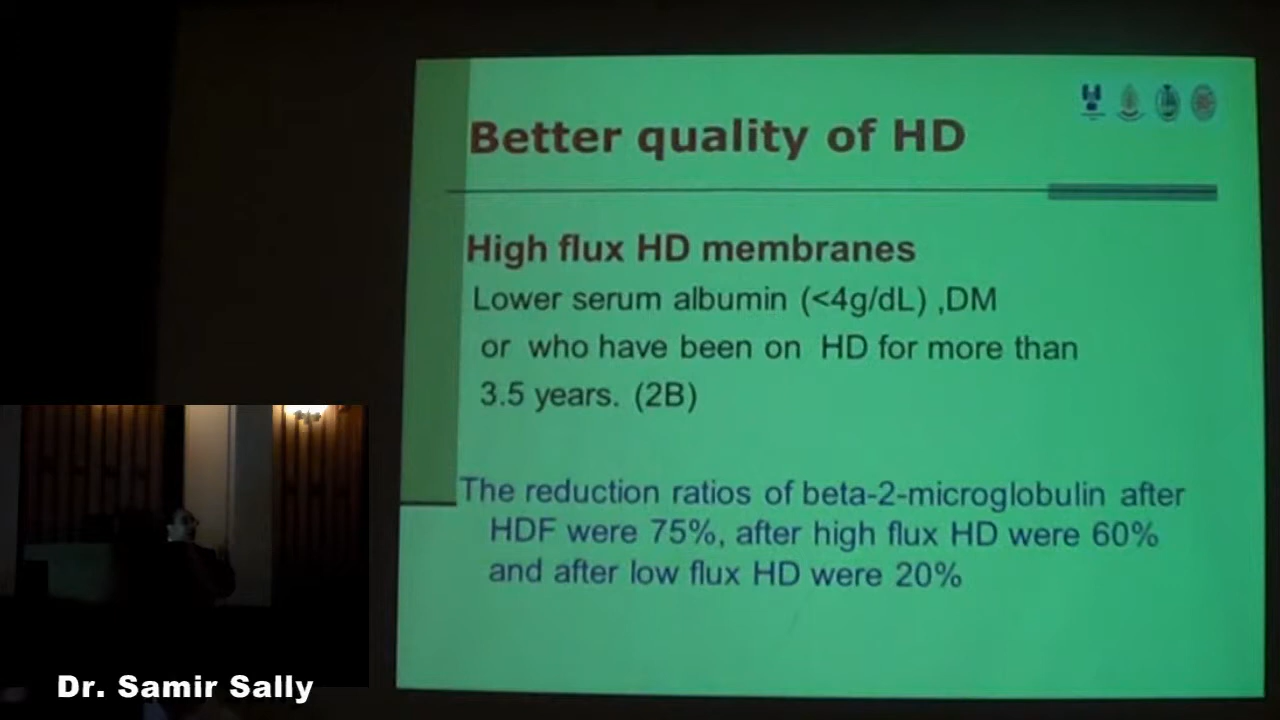 Better quality of HD
High flux HD membranes
Lower serum albumin (<4g/dL) ,DM
or who have been on HD for more than
3.5 years. (2B)
The reduction ratios of beta-2-microglobulin after
HDF were 75%, after high flux HD were 60%
and after low flux HD were 20%
Dr. Samir Sally